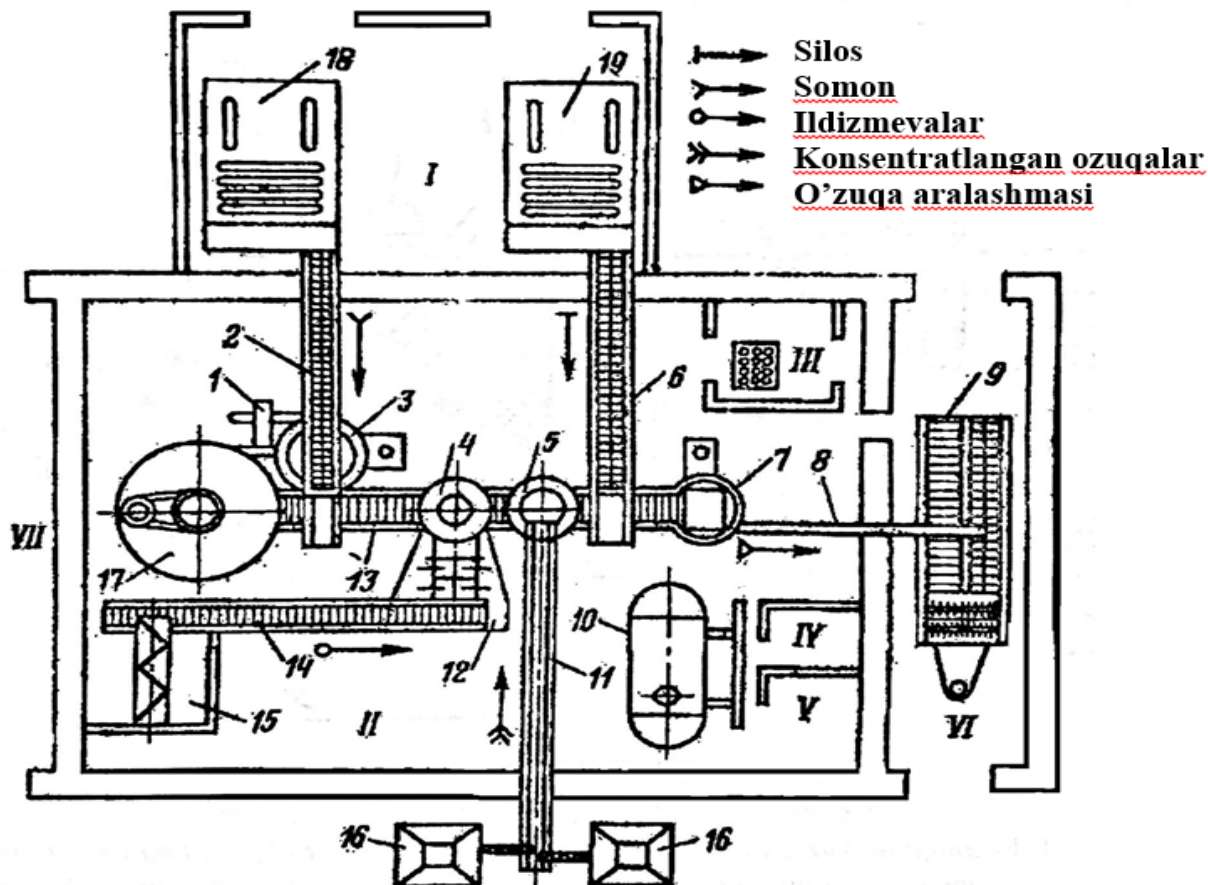 18
19
Silos
Somon
Ildizmevalar
Konsentratlangan ozuqalar
O’zuqa aralashmasi
I
2
1
3
4
5
6
III
7
8
9
VII
17
13
14
12
10
11
IV
15
II
V
VI
16
16